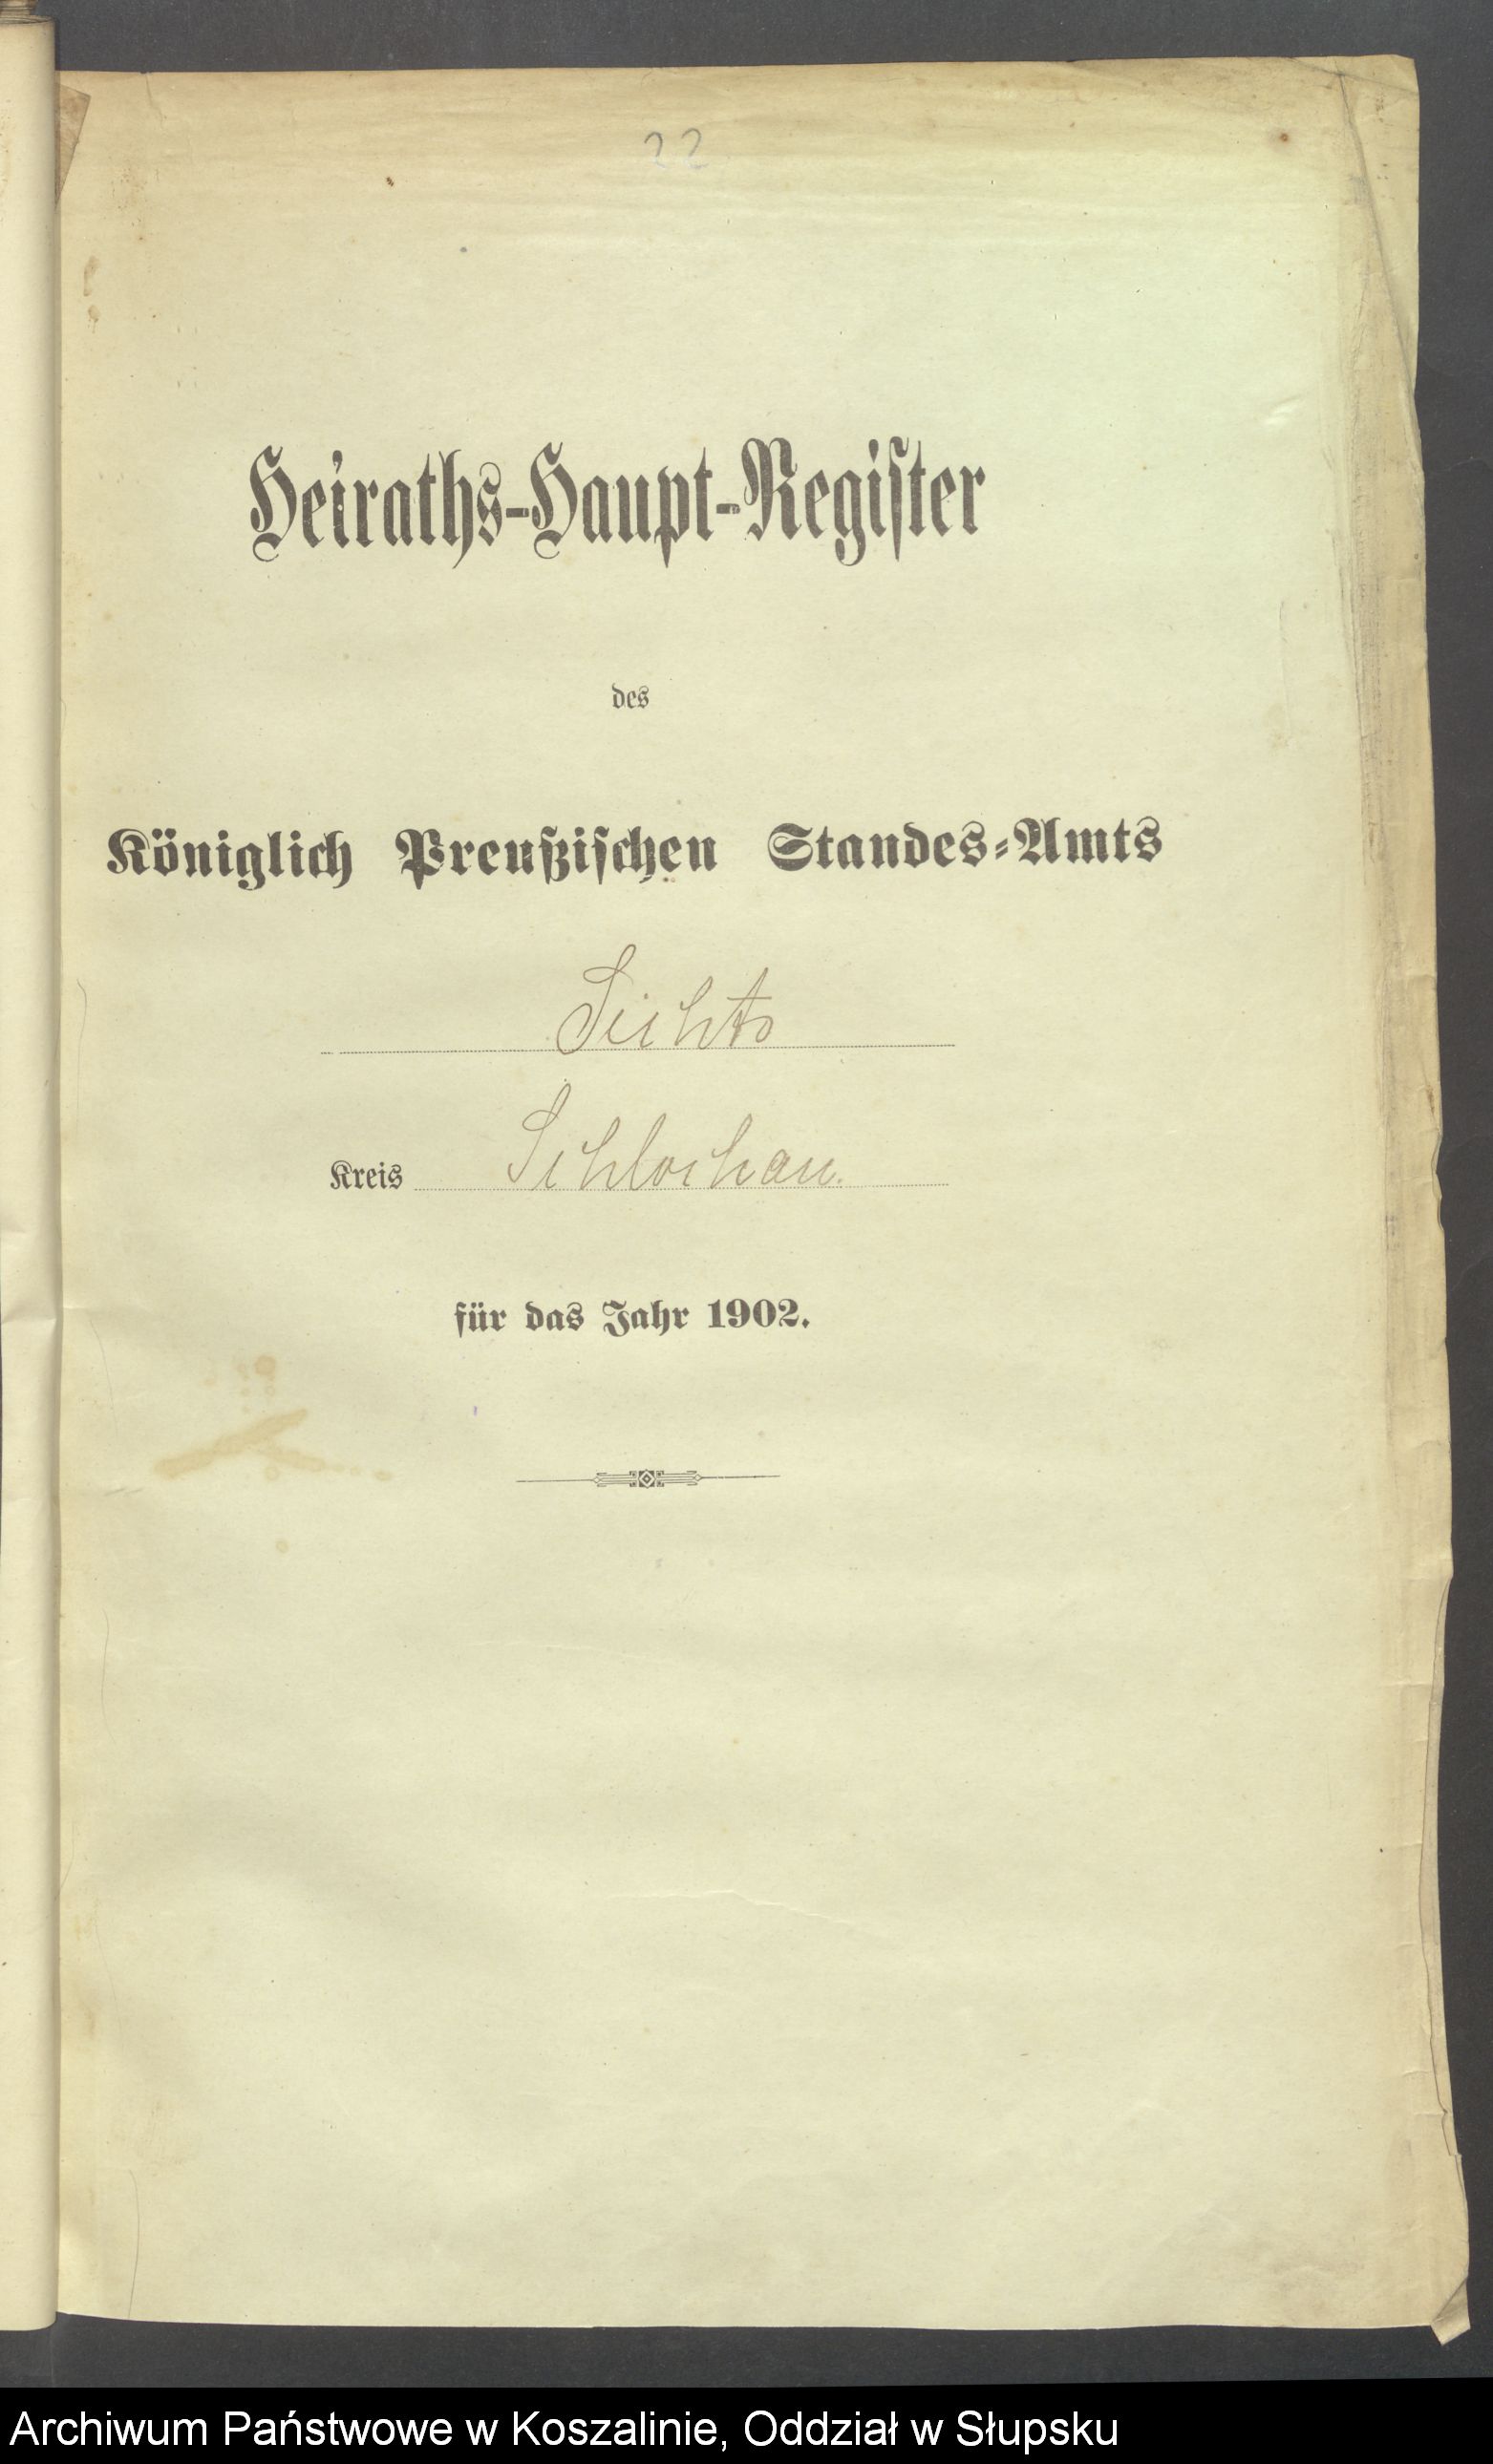 22
Heiraths-Haupt-Register
des
Königlich Preußischen Standes-Amts
Sichts
Kreis Schlochau.
für das Jahr 1902.
Archiwum Państwowe w Koszalinie, Oddział w Słupsku